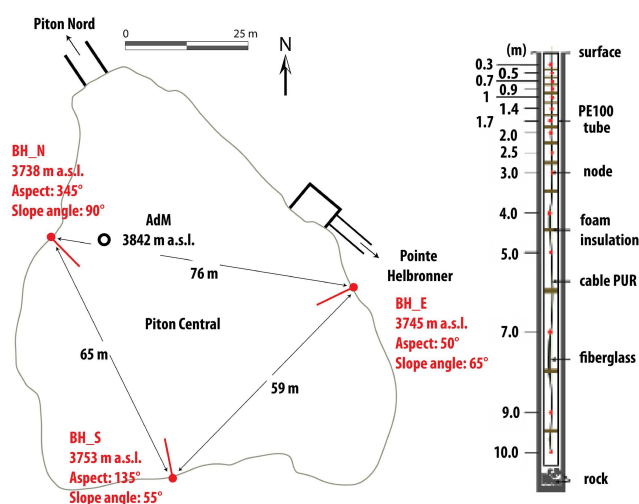 Piton Nord
0
25 m
N
BH_N
3738 m a.s.l.
Aspect: 345°
Slope angle: 90°
AdM
3842 m a.s.l.
76 m
Pointe
Helbronner
BH_E
3745 m a.s.l.
Aspect: 50°
Slope angle: 65°
Piton Central
65 m
59 m
BH_S
3753 m a.s.l.
Aspect: 135°
Slope angle: 55°
(m)
0.3
0.5
0.7
0.9
1
1.4
1.7
2.0
2.5
3.0
4.0
5.0
7.0
9.0
10.0
surface
PE100
tube
node
foam
insulation
cable PUR
fiberglass
rock